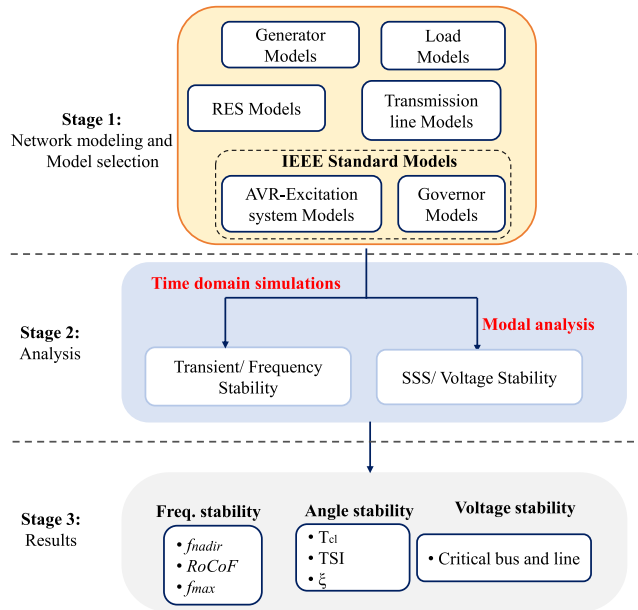 Generator
Models
Load
Models
RES Models
Transmission
line Models
Stage 1:
Network modeling and
Model selection
IEEE Standard Models
AVR-Excitation
system Models
Governor
Models
Time domain simulations
Modal analysis
Stage 2:
Analysis
Transient/ Frequency
Stability
SSS/ Voltage Stability
Stage 3:
Results
Freq. stability
• fnadir
• RoCoF
• fmax
Angle stability
• Tcl
• TSI
• ξ
Voltage stability
• Critical bus and line